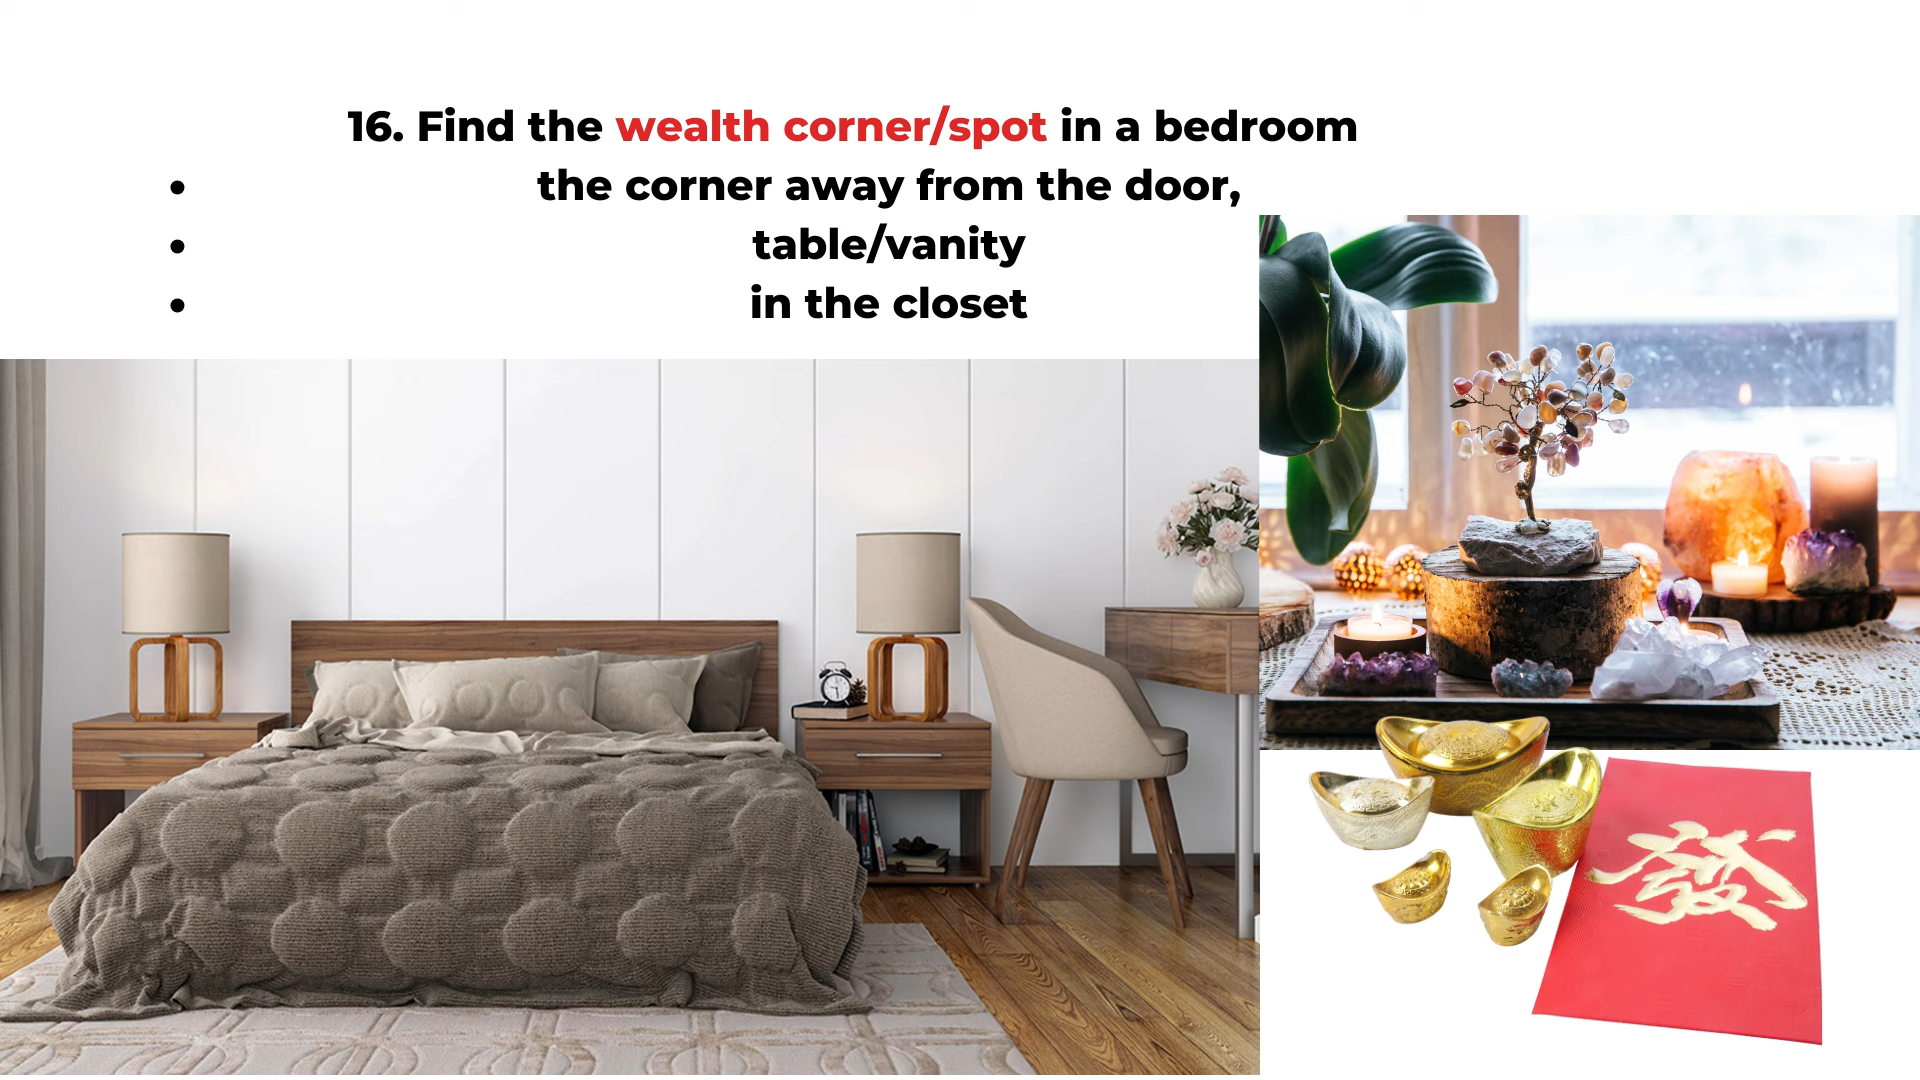 16. Find the wealth corner/spot in a bedroom
• the corner away from the door,
• table/vanity
• in the closet
發